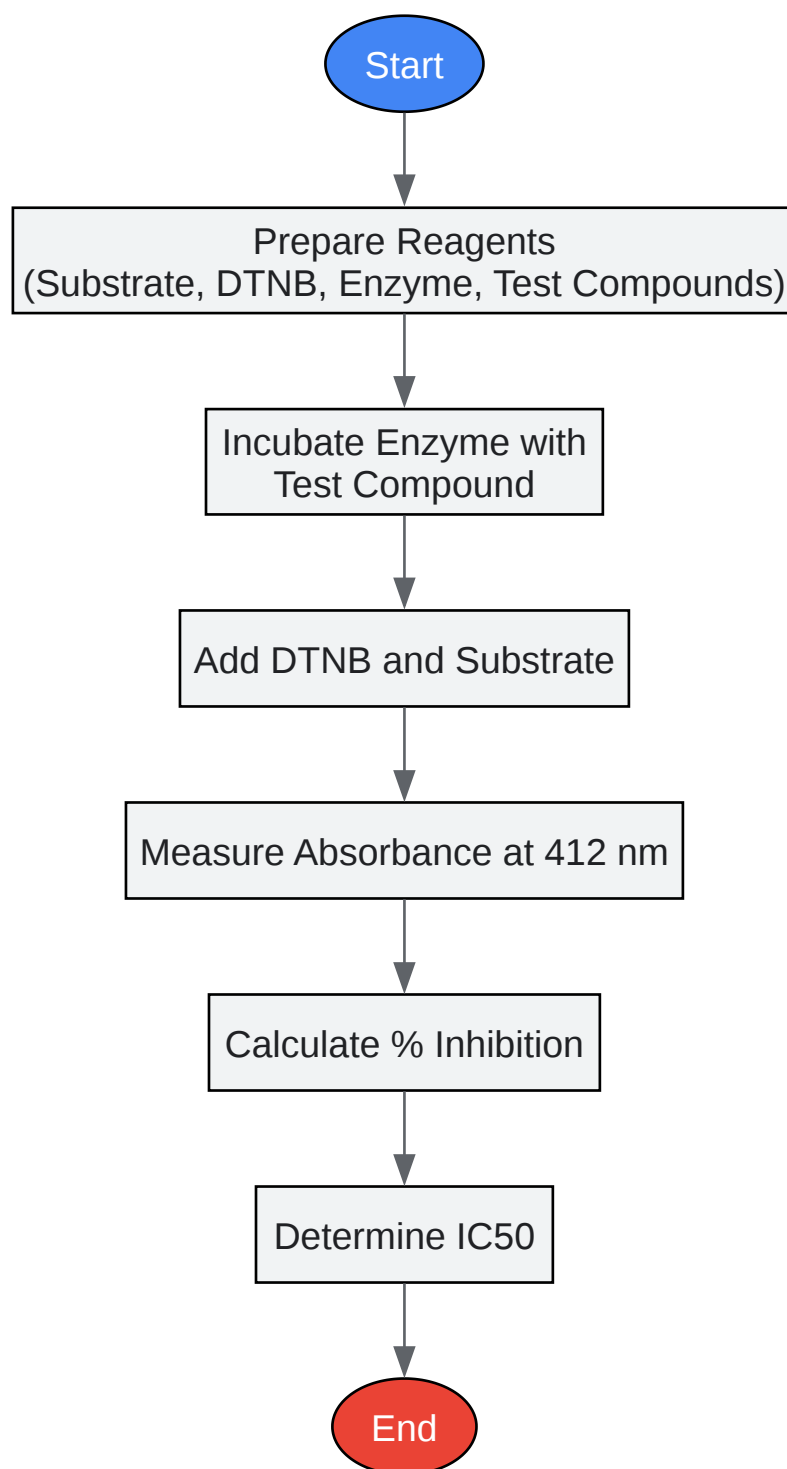 Start
Prepare Reagents
(Substrate, DTNB, Enzyme, Test Compounds)
Incubate Enzyme with
Test Compound
Add DTNB and Substrate
Measure Absorbance at 412 nm
Calculate % Inhibition
Determine IC50
End